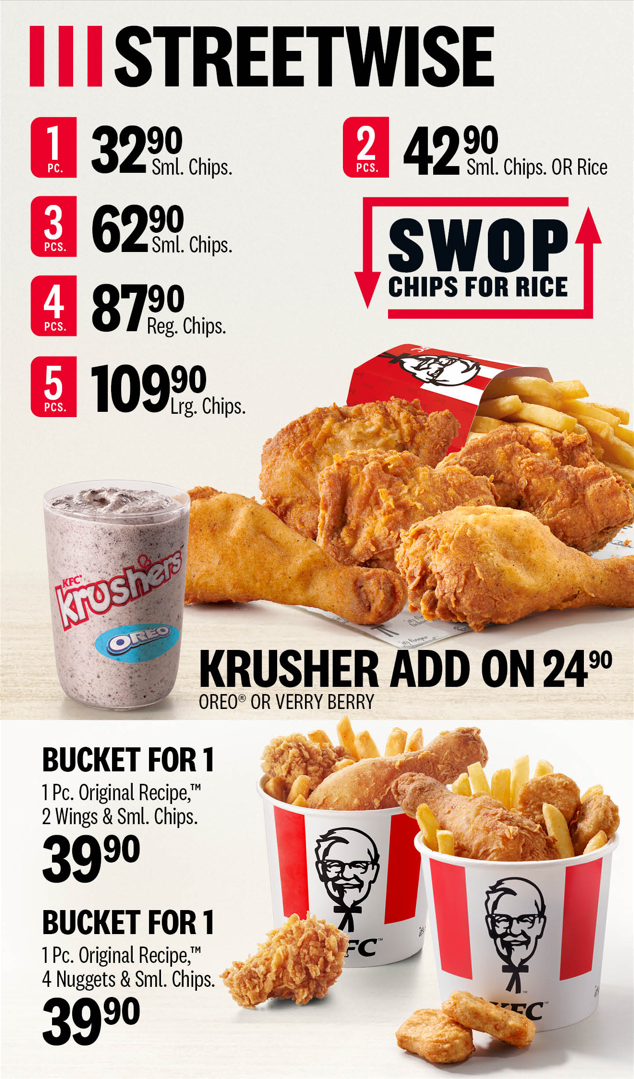 STREETWISE
1 PC. 32 90 Sml. Chips.
2 PCS. 42 90 Sml. Chips. OR Rice
3 PCS. 62 90 Sml. Chips.
SWOP
CHIPS FOR RICE
4 PCS. 87 90 Reg. Chips.
5 PCS. 109 90 Lrg. Chips.
KFC
Krushers
OREO
KRUSHER ADD ON 24 90
OREO® OR VERRY BERRY
BUCKET FOR 1
1 Pc. Original Recipe,™
2 Wings & Sml. Chips.
39 90
BUCKET FOR 1
1 Pc. Original Recipe,™
4 Nuggets & Sml. Chips.
39 90
KFC
KFC